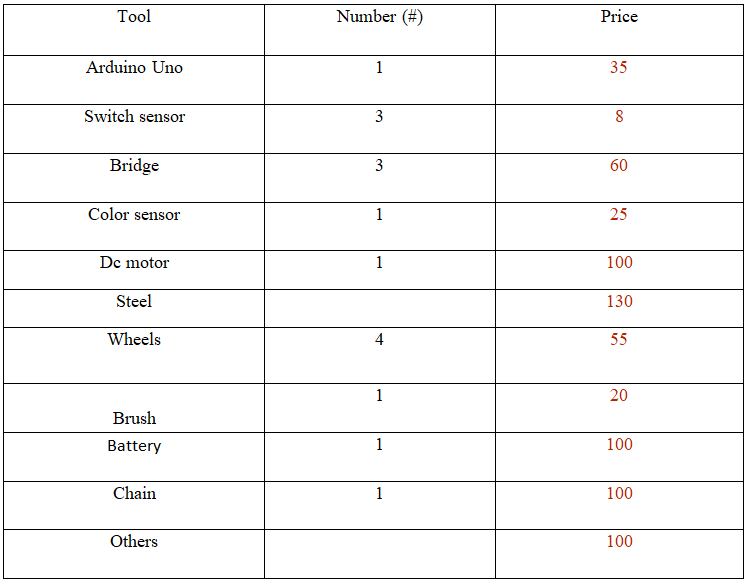 Tool Number (#) Price
Arduino Uno 1 35
Switch sensor 3 8
Bridge 3 60
Color sensor 1 25
Dc motor 1 100
Steel 130
Wheels 4 55
Brush 1 20
Battery 1 100
Chain 1 100
Others 100